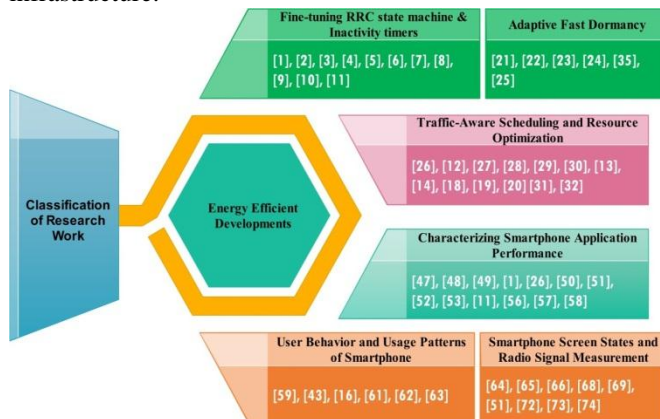 infrastructure.
Fine-tuning RRC state machine &
Inactivity timers
[1], [2], [3], [4], [5], [6], [7], [8],
[9], [10], [11]
Adaptive Fast Dormancy
[21], [22], [23], [24], [35],
[25]
Traffic-Aware Scheduling and Resource
Optimization
[26], [12], [27], [28], [29], [30], [13],
[14], [18], [19], [20] [31], [32]
Classification
of Research
Work
Energy Efficient
Developments
Characterizing Smartphone Application
Performance
[47], [48], [49], [1], [26], [50], [51],
[52], [53], [11], [56], [57], [58]
User Behavior and Usage Patterns
of Smartphone
[59], [43], [16], [61], [62], [63]
Smartphone Screen States and
Radio Signal Measurement
[64], [65], [66], [68], [69],
[51], [72], [73], [74]